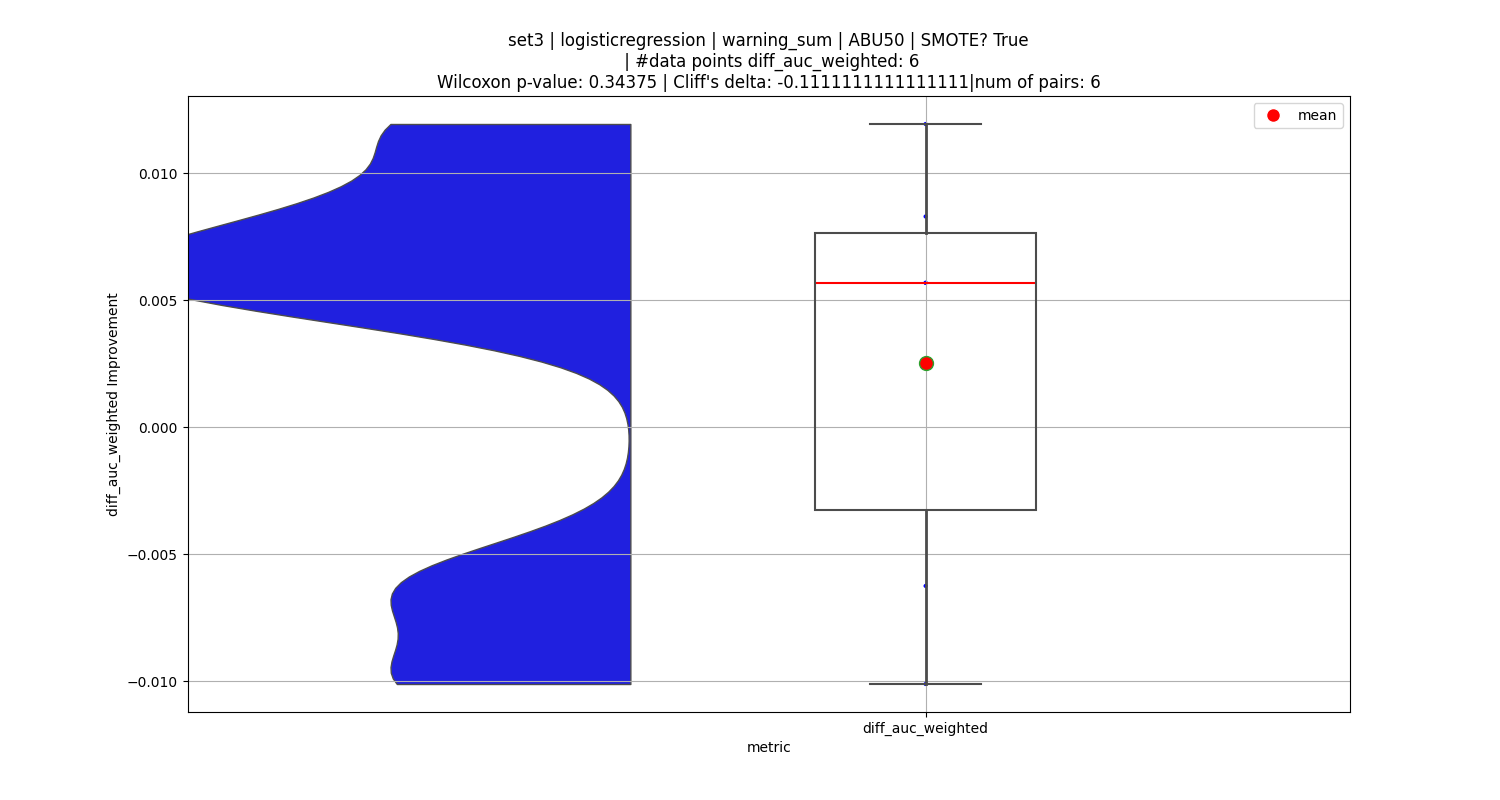 set3 | logisticregression | warning_sum | ABU50 | SMOTE? True
| #data points diff_auc_weighted: 6
Wilcoxon p-value: 0.34375 | Cliff's delta: -0.1111111111111111|num of pairs: 6
mean
0.010
0.005
0.000
−0.005
−0.010
diff_auc_weighted Improvement
diff_auc_weighted
metric